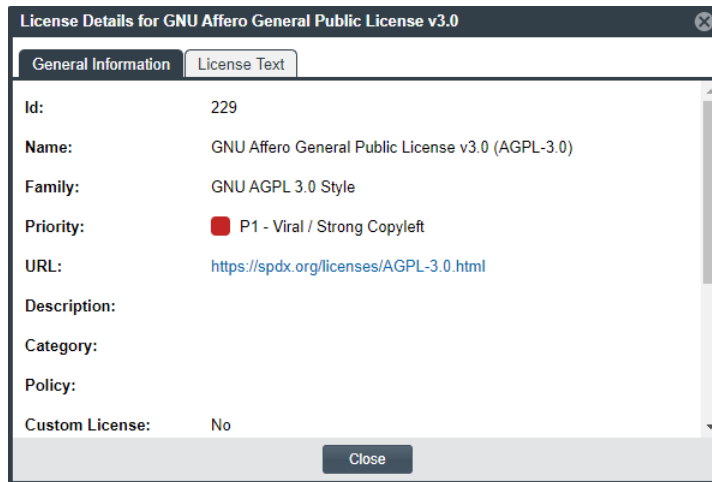 License Details for GNU Affero General Public License v3.0
General Information
License Text
Id: 229
Name: GNU Affero General Public License v3.0 (AGPL-3.0)
Family: GNU AGPL 3.0 Style
Priority: P1 - Viral / Strong Copyleft
URL: https://spdx.org/licenses/AGPL-3.0.html
Description:
Category:
Policy:
Custom License: No
Close